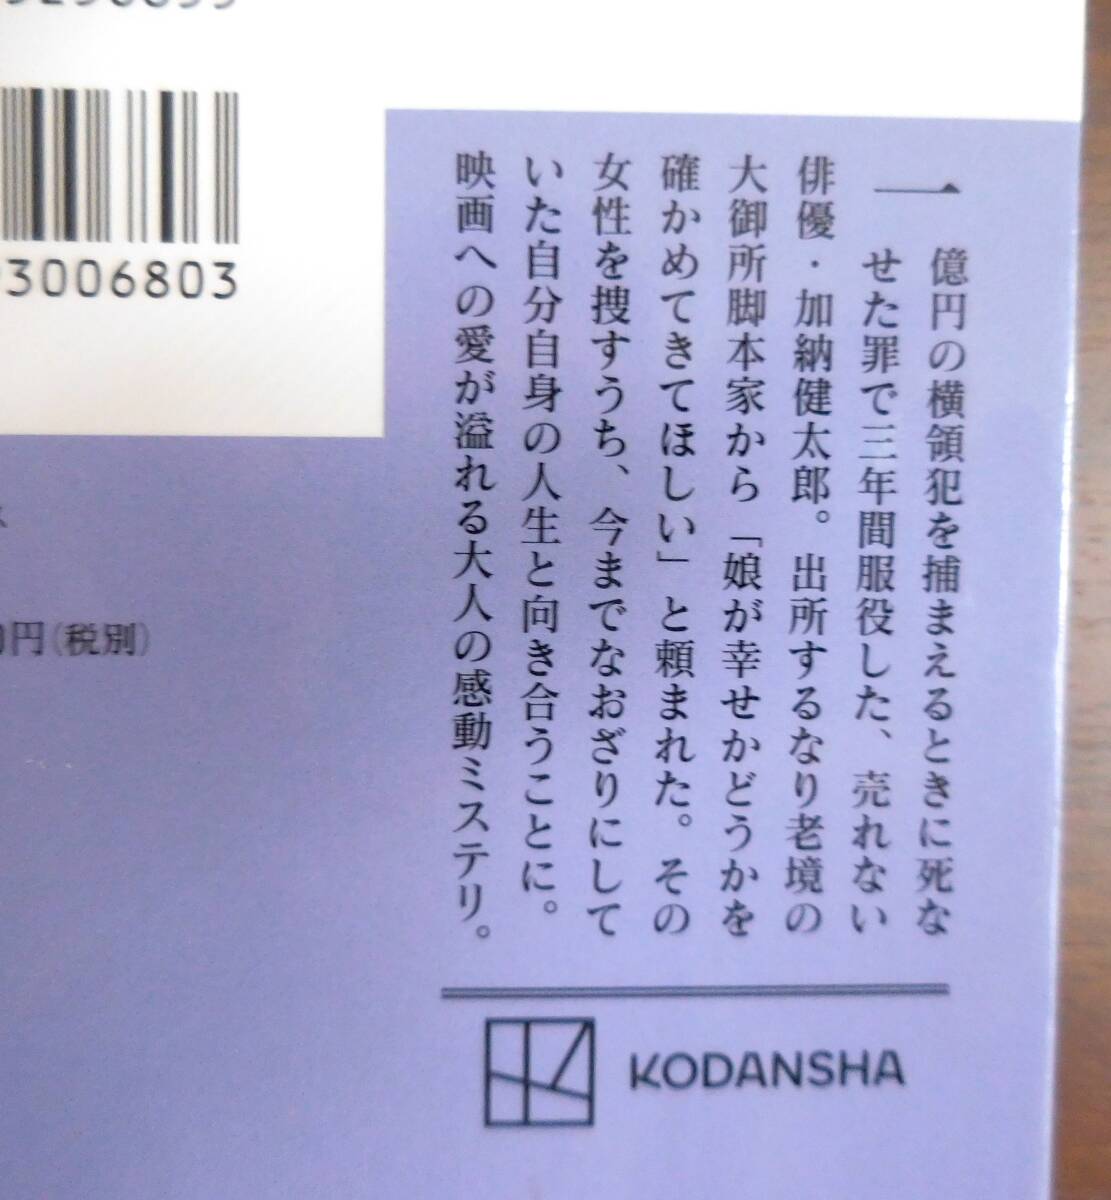 93006803
円(税別)
一億円の横領犯を捕まえるときに死な
せた罪で三年間服役した、売れない
俳優・加納健太郎。出所するなり老境の
大御所脚本家から「娘が幸せかどうかを
確かめてきてほしい」と頼まれた。その
女性を捜すうち、今までなおざりにして
いた自分自身の人生と向き合うことに。
映画への愛が溢れる大人の感動ミステリ。
KODANSHA